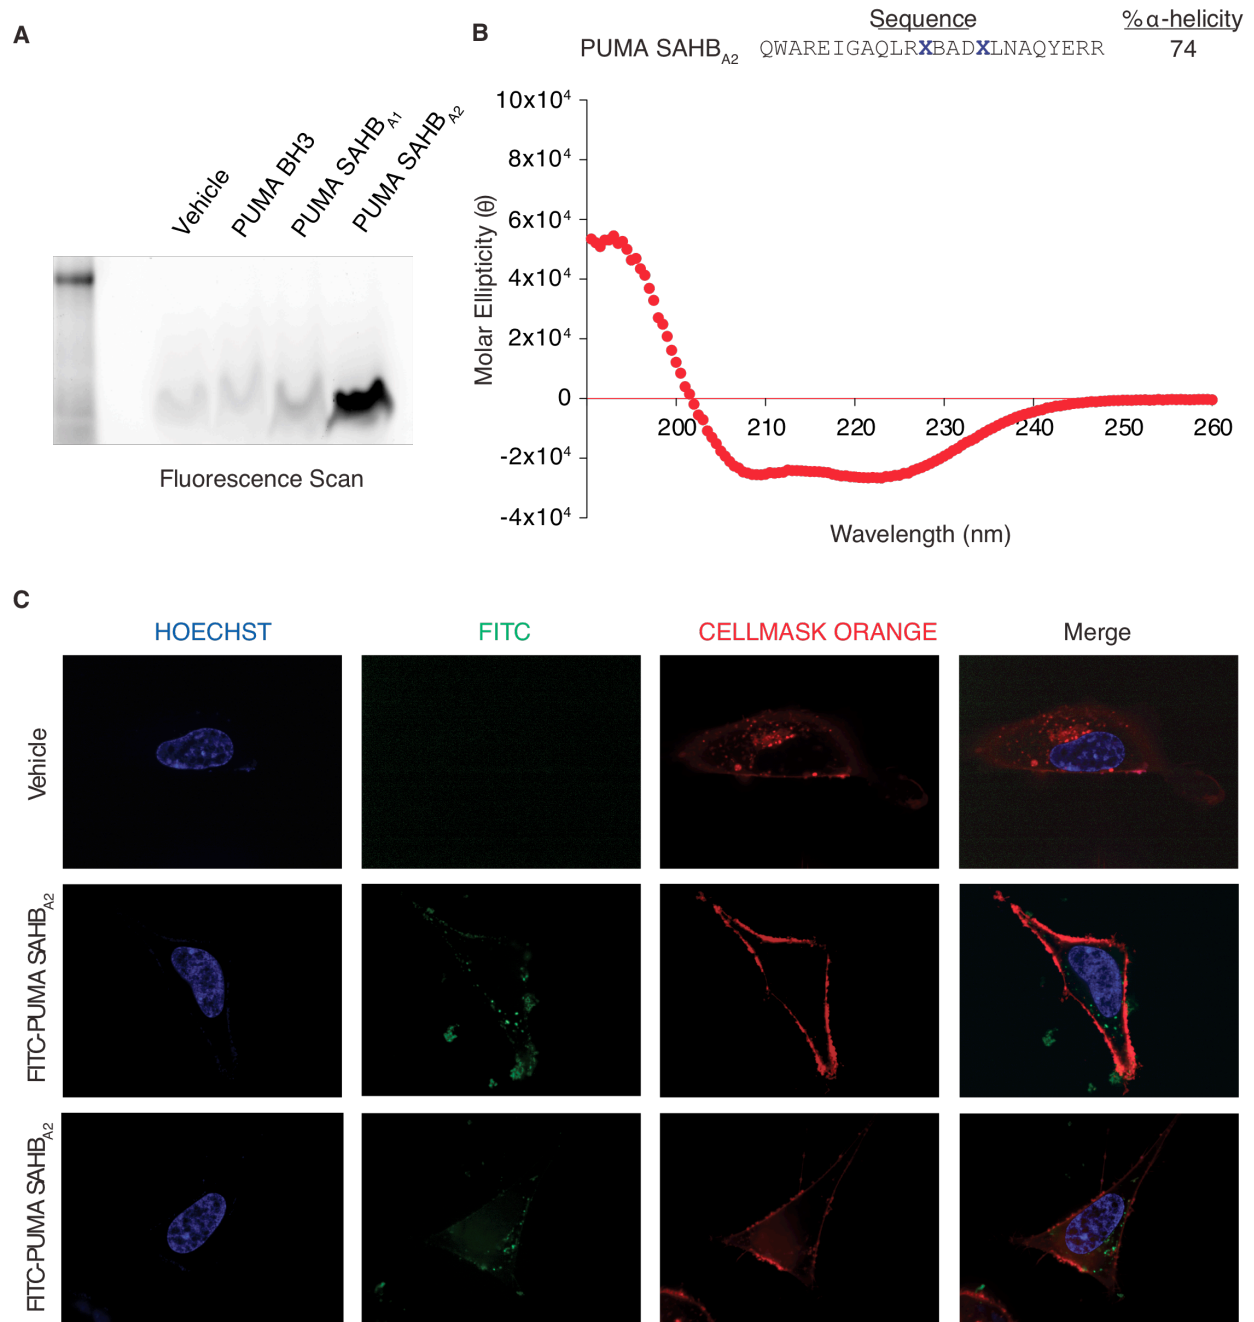 A
Vehicle
PUMA BH3
PUMA SAHBA1
PUMA SAHBA2
Fluorescence Scan
B
Sequence
%α-helicity
PUMA SAHBA2 QWAREIGAQLRXBADXLNAQYERR 74
10x10⁴
8x10⁴
6x10⁴
4x10⁴
2x10⁴
0
-2x10⁴
-4x10⁴
Molar Ellipticity (θ)
200 210 220 230 240 250 260
Wavelength (nm)
C
HOECHST FITC CELLMASK ORANGE Merge
Vehicle
FITC-PUMA SAHBA2
FITC-PUMA SAHBA2